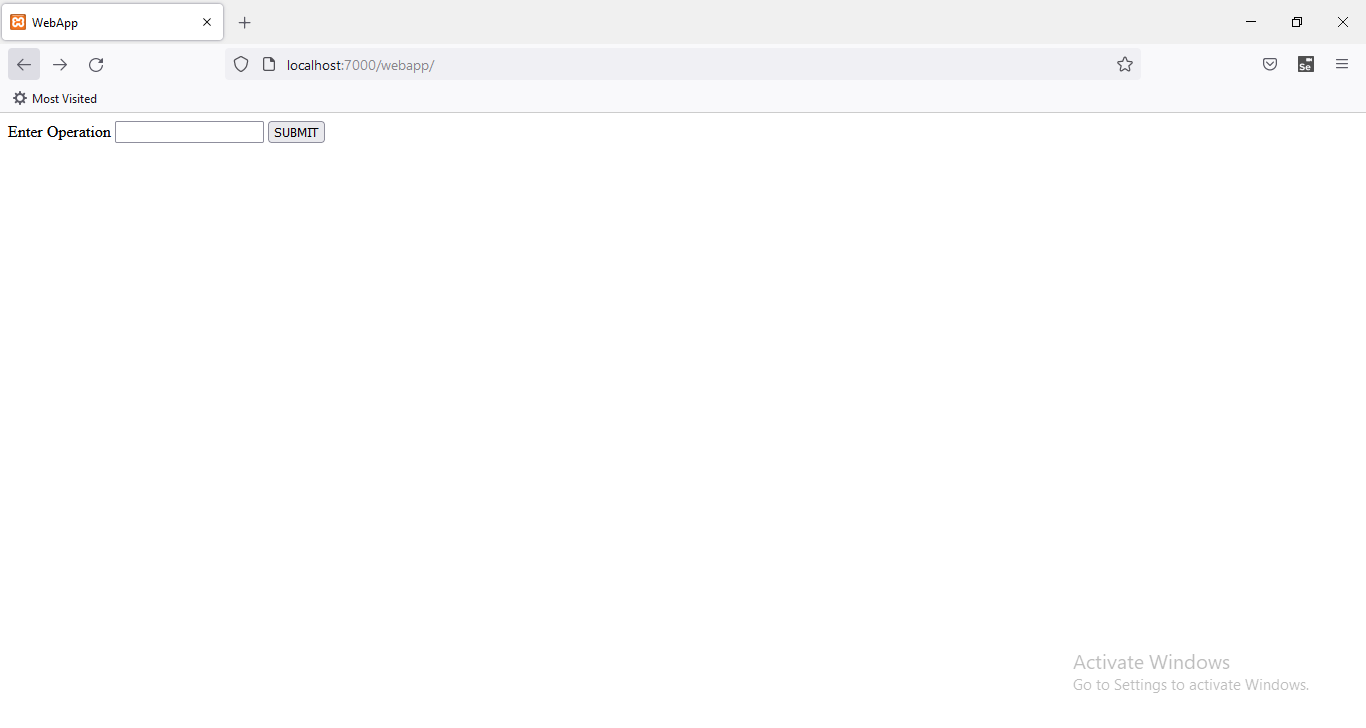 WebApp
localhost:7000/webapp/
Se
Most Visited
Enter Operation SUBMIT
Activate Windows
Go to Settings to activate Windows.